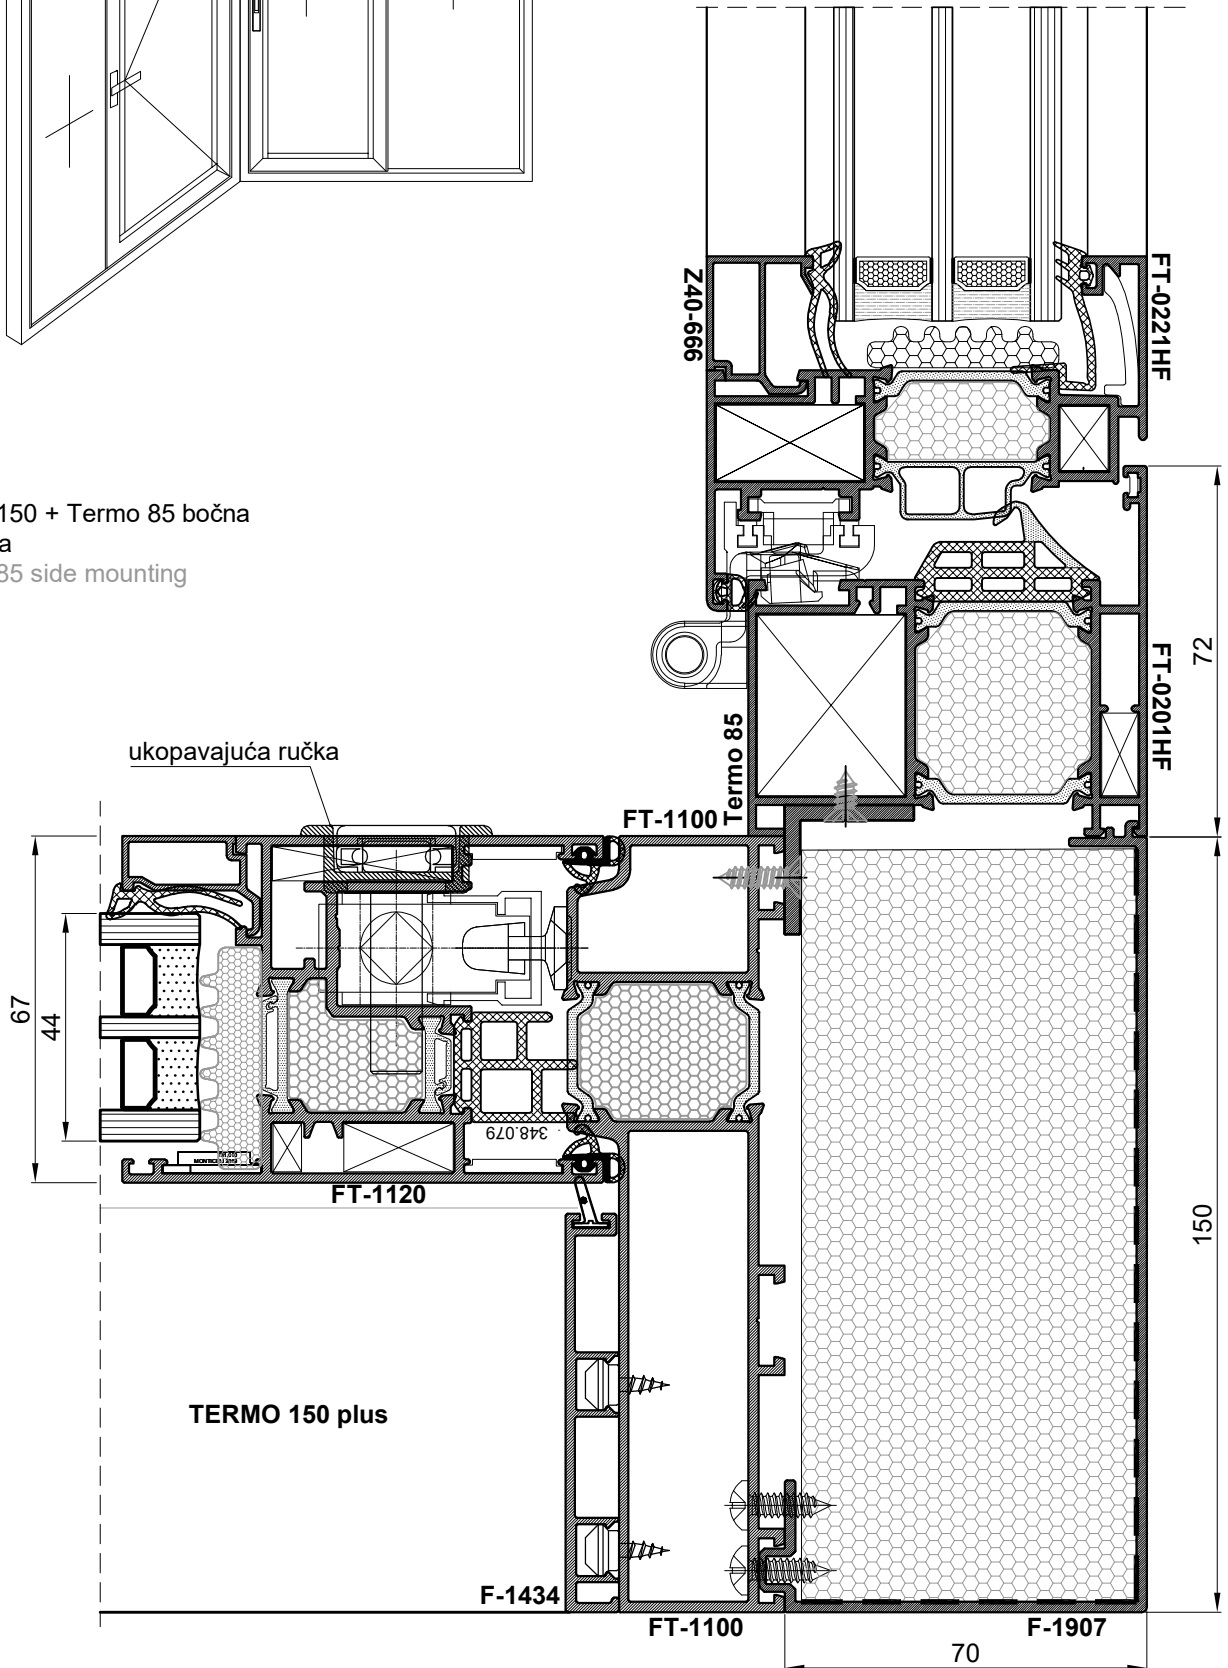 150 + Termo 85 bočna
a
85 side mounting
Z40-666
FT-0221HF
72
FT-0201HF
Termo 85
ukopavajuća ručka
FT-1100
67
44
348.079
FT-1120
150
TERMO 150 plus
F-1434
FT-1100
F-1907
70